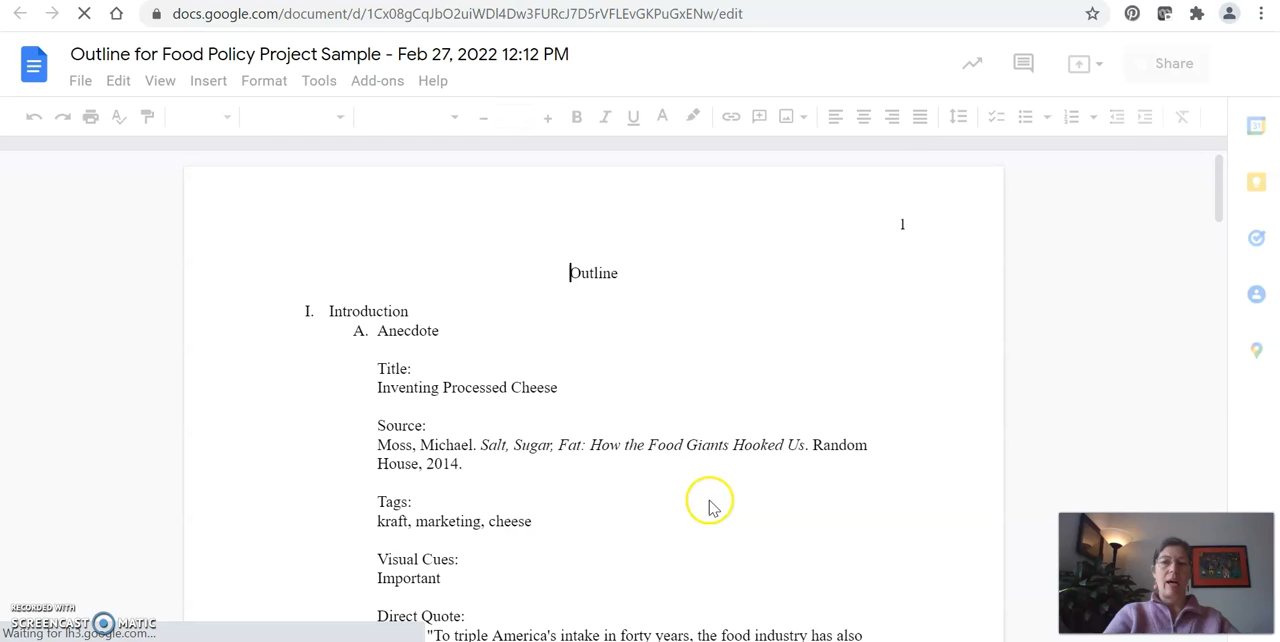 docs.google.com/document/d/1Cx08gCqJbO2uiWDl4Dw3FURcJ7D5rVFLEvGKPuGxENw/edit
Outline for Food Policy Project Sample - Feb 27, 2022 12:12 PM
File Edit View Insert Format Tools Add-ons Help
Share
1
Outline
I. Introduction
A. Anecdote
Title:
Inventing Processed Cheese
Source:
Moss, Michael. Salt, Sugar, Fat: How the Food Giants Hooked Us. Random
House, 2014.
Tags:
kraft, marketing, cheese
Visual Cues:
Important
Direct Quote:
"To triple America's intake in forty years, the food industry has also
RECORDED WITH
SCREENCAST MATIC
Waiting for lh3.google.com...